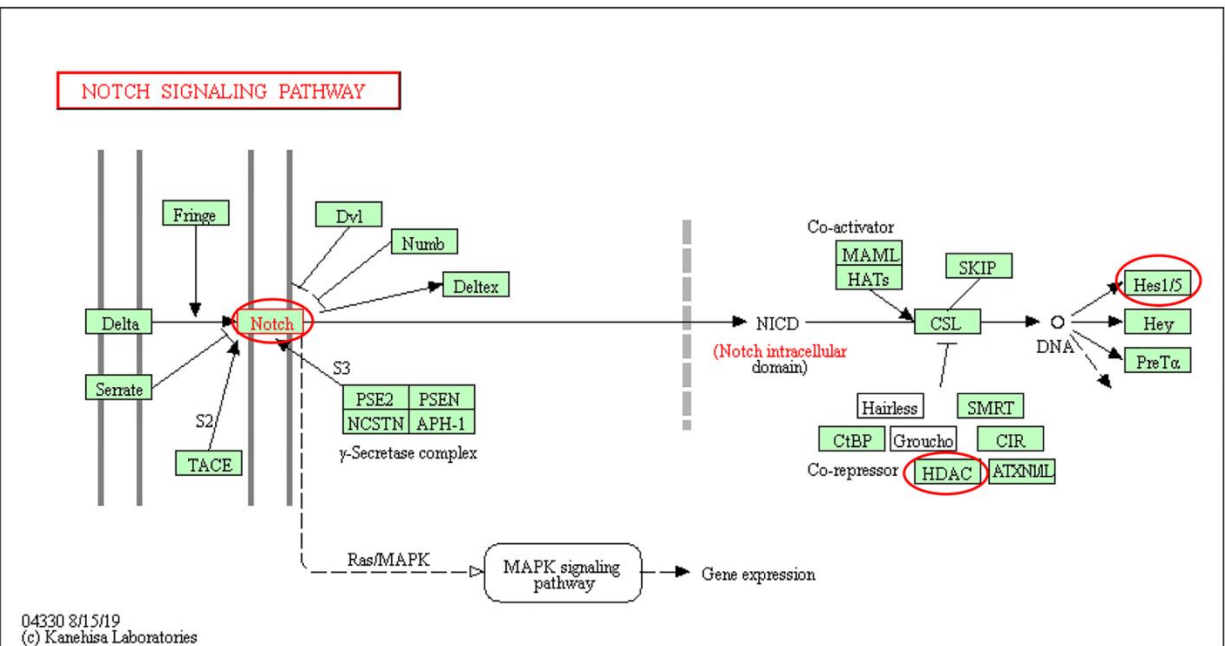 NOTCH SIGNALING PATHWAY
Fringe
Dvl
Numb
Deltex
Delta
Notch
Serrate
S2
TACE
S3
PSE2 PSEN
NCSTN APH-1
γ-Secretase complex
NICD
(Notch intracellular
domain)
Co-activator
MAML
HATs
SKIP
CSL
DNA
Hes1/5
Hey
PreTα
Hairless
SMRT
CtBP
Groucho
CIR
Co-repressor
HDAC
Ras/MAPK
MAPK signaling
pathway
Gene expression
04330 8/15/19
(c) Kanehisa Laboratories